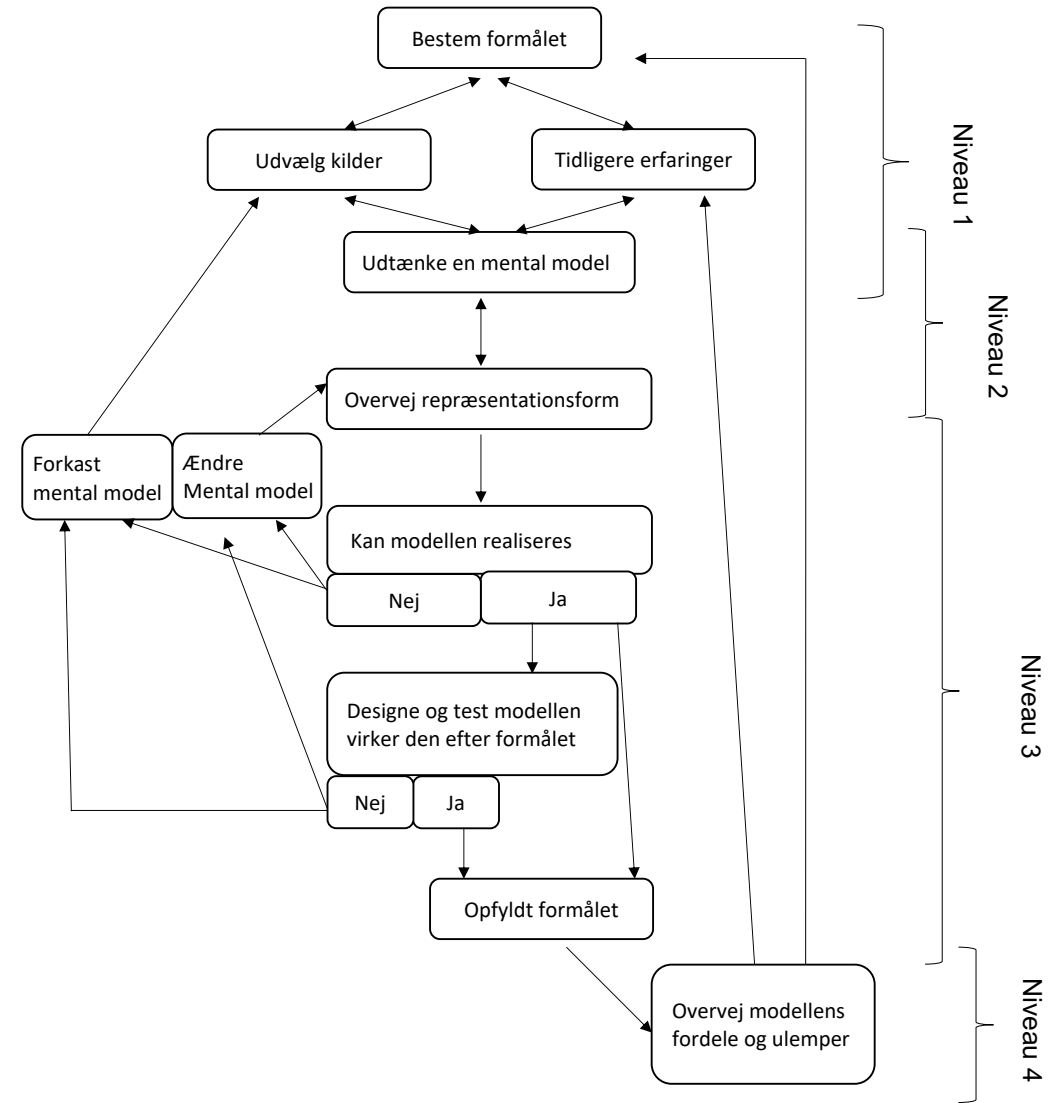 Bestem formålet
Udvælg kilder
Tidligere erfaringer
Niveau 1
Udtænke en mental model
Niveau 2
Overvej repræsentationsform
Forkast
mental model
Ændre
Mental model
Kan modellen realiseres
Nej
Ja
Niveau 3
Designe og test modellen
virker den efter formålet
Nej
Ja
Opfyldt formålet
Overvej modellens
fordele og ulemper
Niveau 4